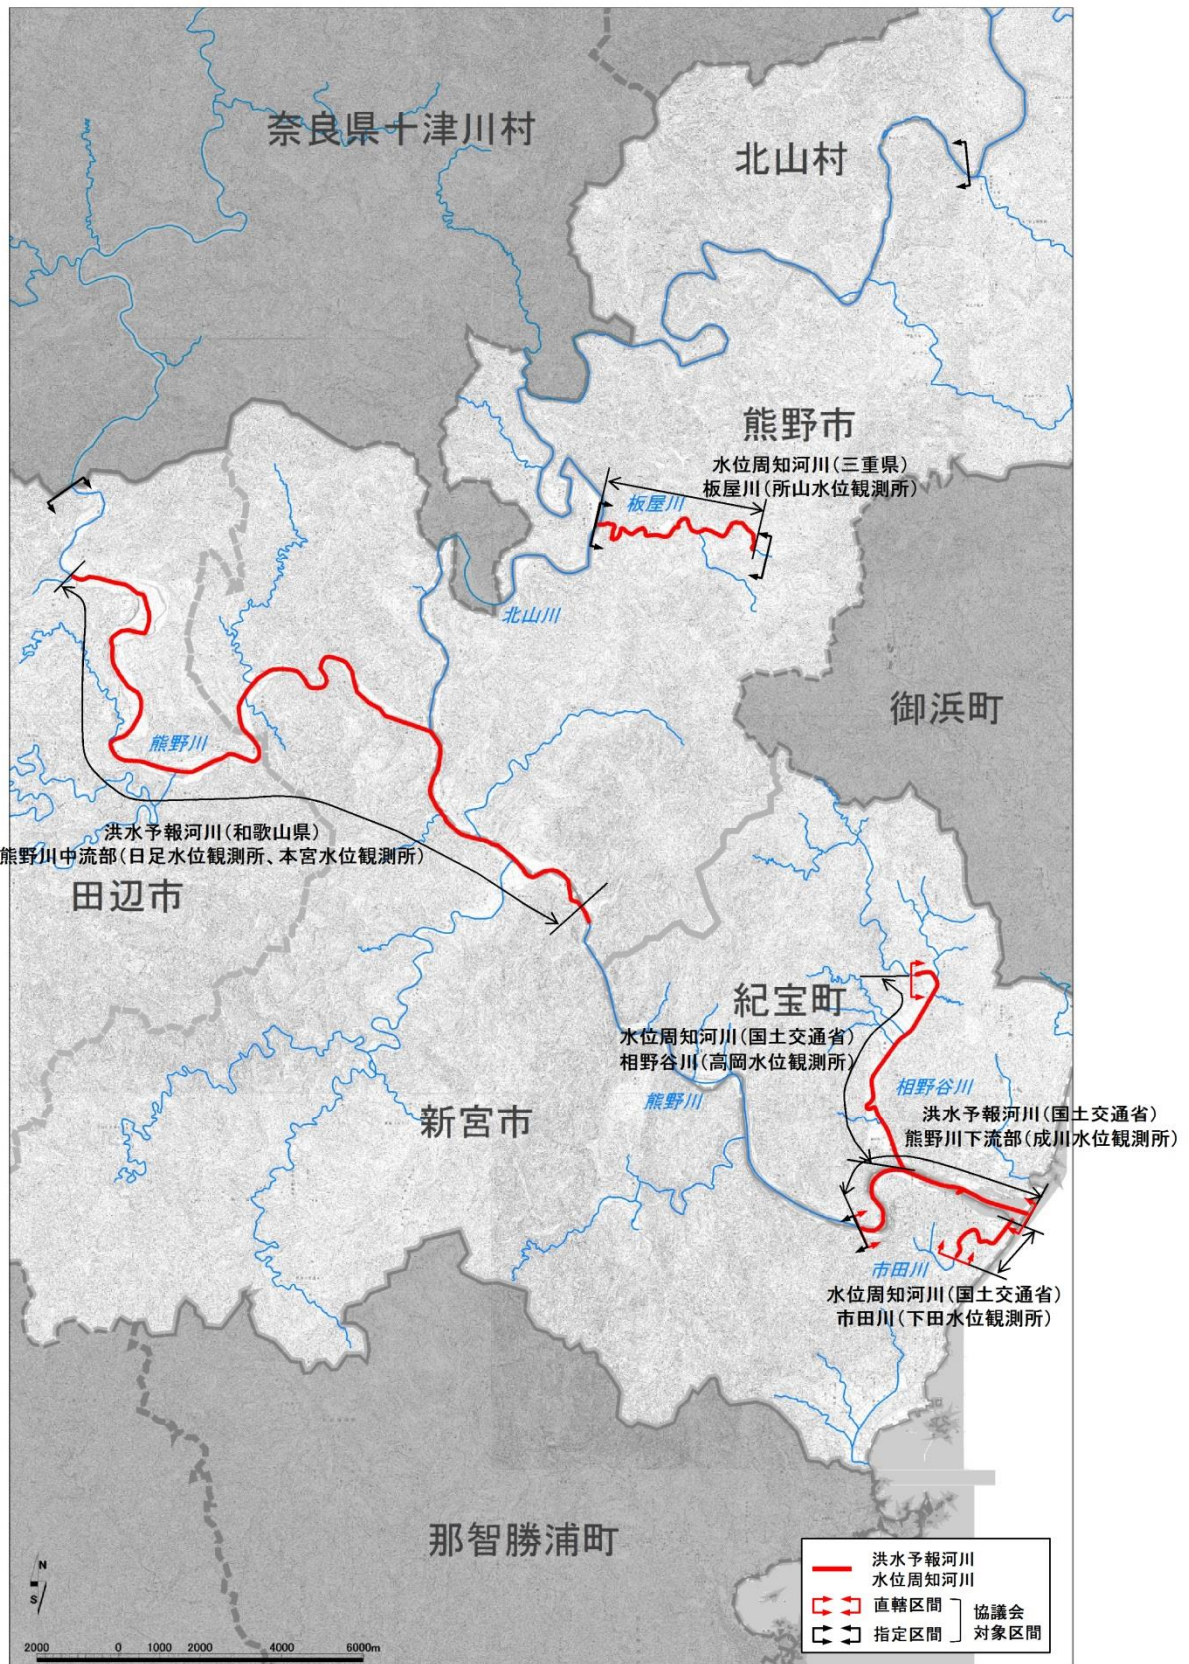 奈良県十津川村
北山村
熊野市
水位周知河川(三重県)
板屋川(所山水位観測所)
板屋川
北山川
御浜町
熊野川
洪水予報河川(和歌山県)
熊野川中流部(日足水位観測所、本宮水位観測所)
田辺市
紀宝町
水位周知河川(国土交通省)
相野谷川(高岡水位観測所)
相野谷川
熊野川
洪水予報河川(国土交通省)
熊野川下流部(成川水位観測所)
新宮市
市田川
水位周知河川(国土交通省)
市田川(下田水位観測所)
那智勝浦町
洪水予報河川
水位周知河川
直轄区間
指定区間
協議会
対象区間
N
S
2000 0 1000 2000 4000 6000m